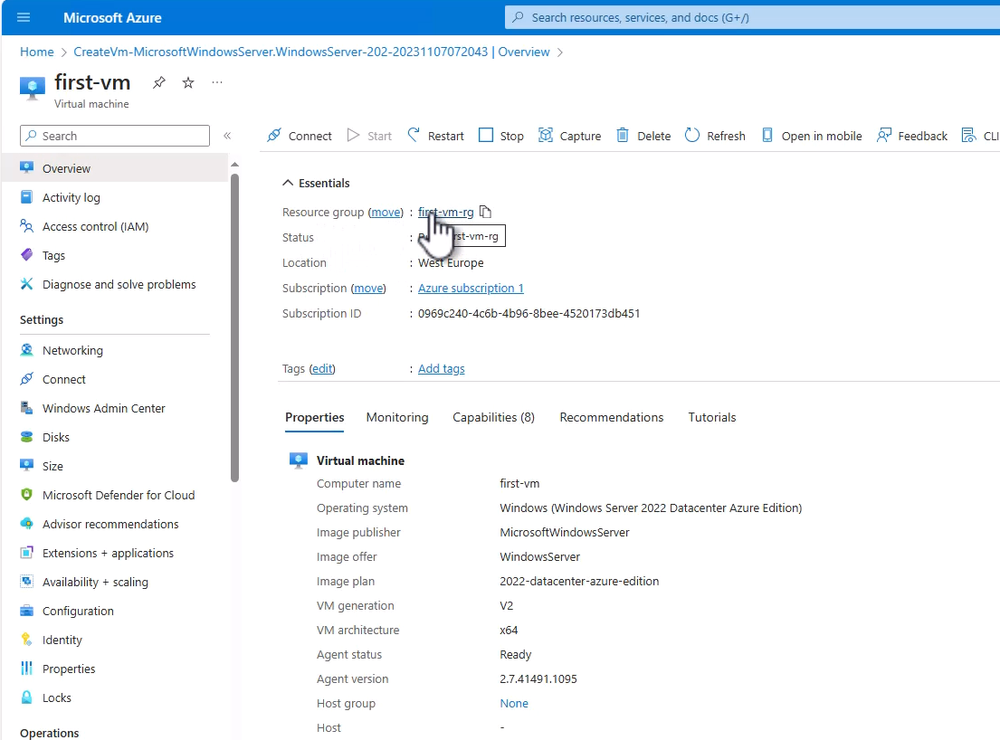 Microsoft Azure
Search resources, services, and docs (G+/)
Home > CreateVm-MicrosoftWindowsServer.WindowsServer-202-20231107072043 | Overview >
first-vm
Virtual machine
Search
Connect Start Restart Stop Capture Delete Refresh Open in mobile Feedback CLI
Overview
Activity log
Access control (IAM)
Tags
Diagnose and solve problems
Settings
Networking
Connect
Windows Admin Center
Disks
Size
Microsoft Defender for Cloud
Advisor recommendations
Extensions + applications
Availability + scaling
Configuration
Identity
Properties
Locks
Operations
Essentials
Resource group (move) : first-vm-rg
Status :
Location : West Europe
Subscription (move) : Azure subscription 1
Subscription ID : 0969c240-4c6b-4b96-8bee-4520173db451
Tags (edit) : Add tags
Properties Monitoring Capabilities (8) Recommendations Tutorials
Virtual machine
Computer name first-vm
Operating system Windows (Windows Server 2022 Datacenter Azure Edition)
Image publisher MicrosoftWindowsServer
Image offer WindowsServer
Image plan 2022-datacenter-azure-edition
VM generation V2
VM architecture x64
Agent status Ready
Agent version 2.7.41491.1095
Host group None
Host -